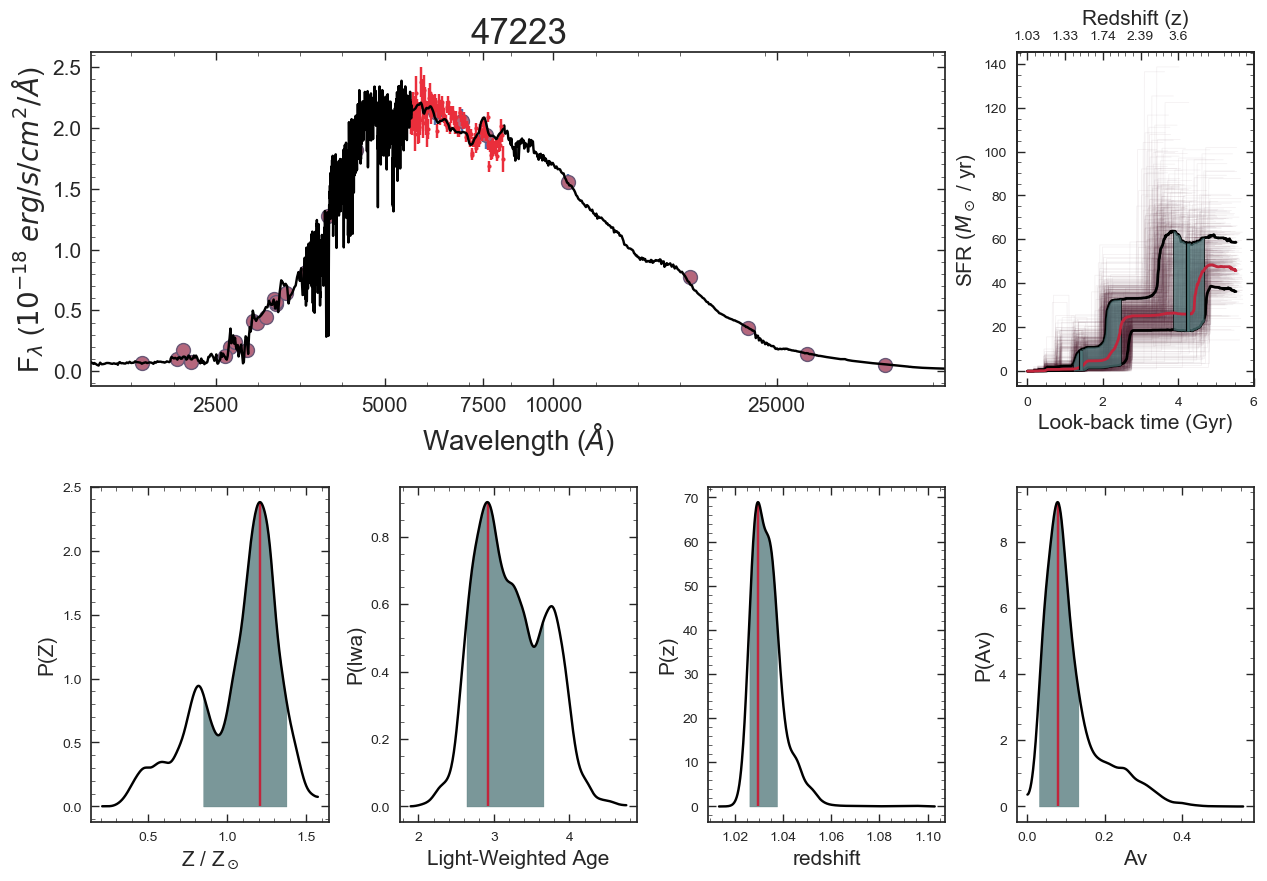 47223
Redshift (z)
1.03 1.33 1.74 2.39 3.6
F_λ (10^−18 erg/s/cm^2/Å)
2.5
2.0
1.5
1.0
0.5
0.0
2500 5000 7500 10000 25000
Wavelength (Å)
SFR (M_⊙ / yr)
140
120
100
80
60
40
20
0
0 2 4 6
Look-back time (Gyr)
P(Z)
2.5
2.0
1.5
1.0
0.5
0.0
0.5 1.0 1.5
Z / Z_⊙
P(lwa)
0.8
0.6
0.4
0.2
0.0
2 3 4
Light-Weighted Age
P(z)
70
60
50
40
30
20
10
0
1.02 1.04 1.06 1.08 1.10
redshift
P(Av)
8
6
4
2
0
0.0 0.2 0.4
Av